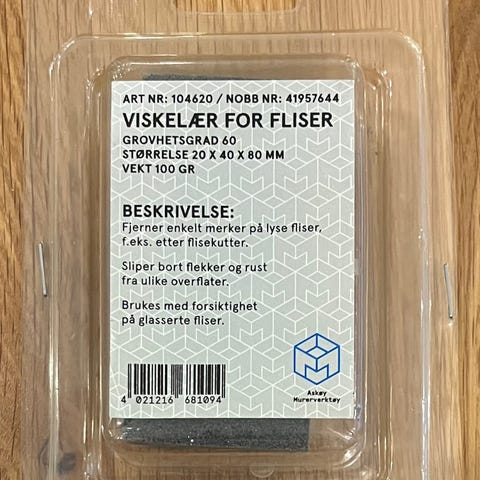 ART NR: 104620 / NOBB NR: 41957644
VISKELÆR FOR FLISER
GROVHETSGRAD 60
STØRRELSE 20 X 40 X 80 MM
VEKT 100 GR
BESKRIVELSE:
Fjerner enkelt merker på lyse fliser,
f.eks. etter flisekutter.
Sliper bort flekker og rust
fra ulike overflater.
Brukes med forsiktighet
på glasserte fliser.
4 021216 681094
Askøy
Murerverktøy